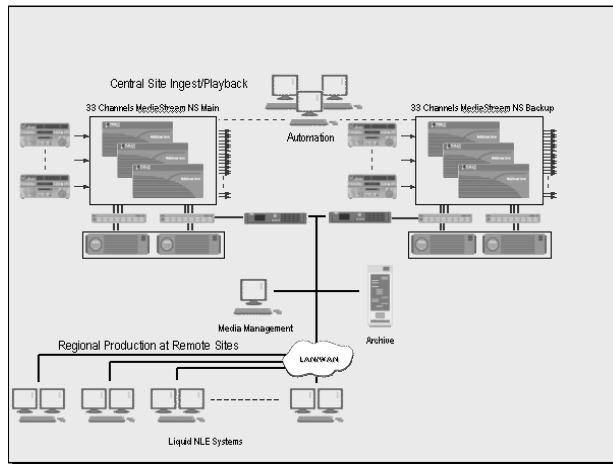 Central Site Ingest/Playback
33 Channels MediaStream NS Main
33 Channels MediaStream NS Backup
Automation
Media Management
Archive
Regional Production at Remote Sites
LAN/WAN
Liquid NLE Systems